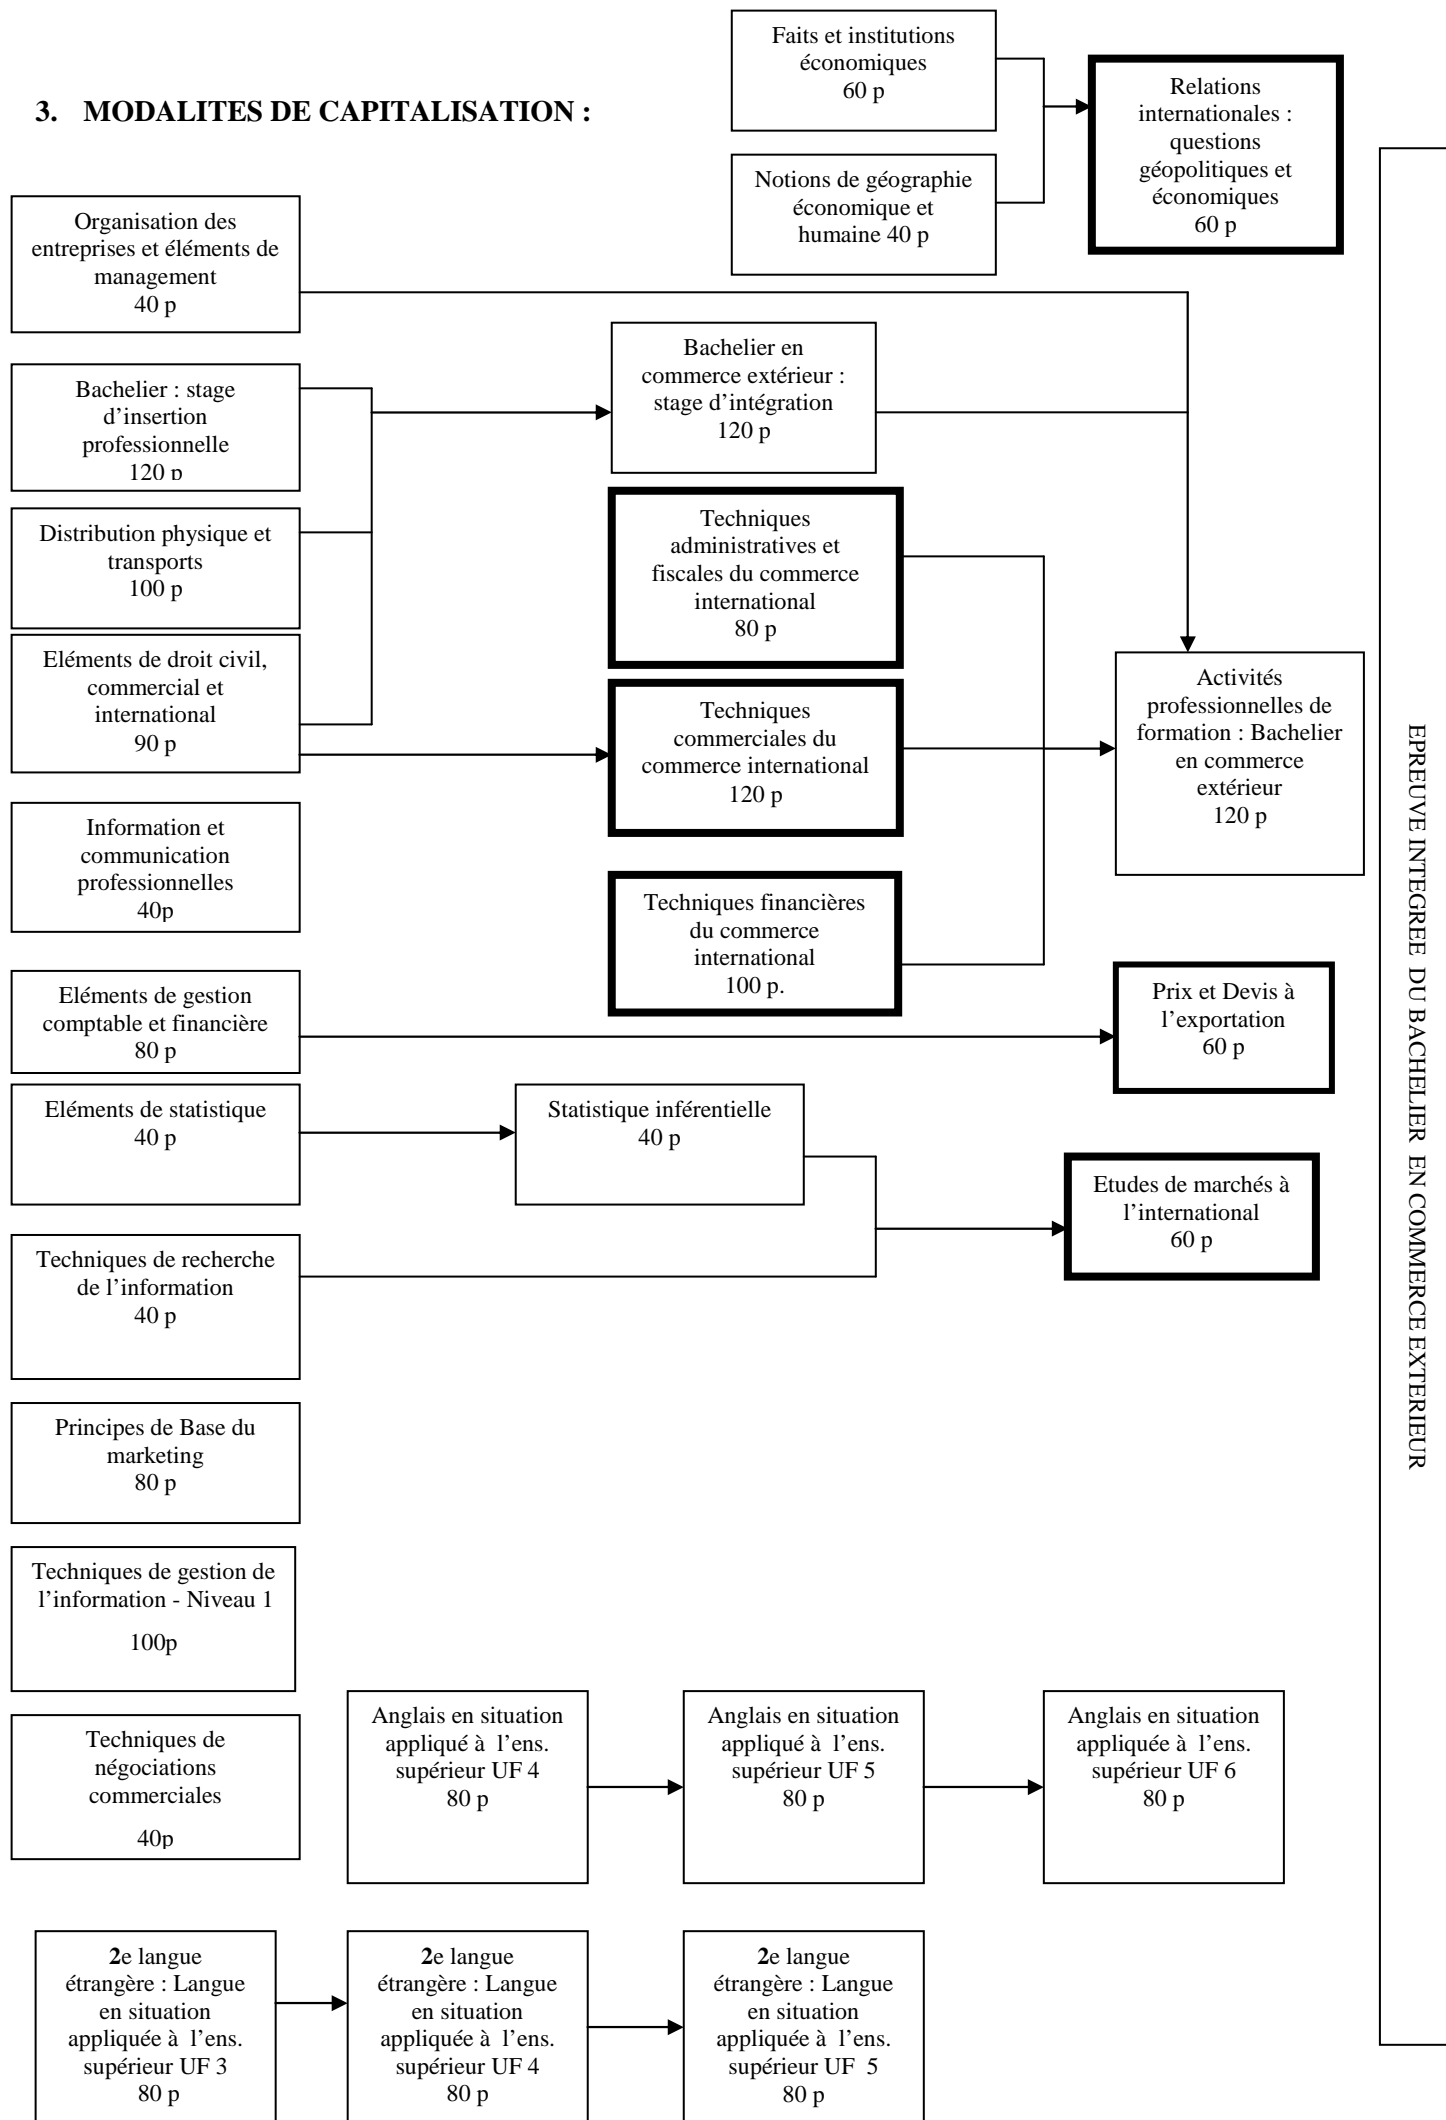 Faits et institutions
économiques
60 p
3. MODALITES DE CAPITALISATION :
Relations
internationales :
questions
géopolitiques et
économiques
60 p
Notions de géographie
économique et
humaine 40 p
Organisation des
entreprises et éléments de
management
40 p
Bachelier : stage
d’insertion
professionnelle
120 p
Bachelier en
commerce extérieur :
stage d’intégration
120 p
Distribution physique et
transports
100 p
Techniques
administratives et
fiscales du commerce
international
80 p
Eléments de droit civil,
commercial et
international
90 p
Techniques
commerciales du
commerce international
120 p
Activités
professionnelles de
formation : Bachelier
en commerce
extérieur
120 p
Information et
communication
professionnelles
40p
Techniques financières
du commerce
international
100 p.
Eléments de gestion
comptable et financière
80 p
Prix et Devis à
l’exportation
60 p
Eléments de statistique
40 p
Statistique inférentielle
40 p
Etudes de marchés à
l’international
60 p
Techniques de recherche
de l’information
40 p
Principes de Base du
marketing
80 p
Techniques de gestion de
l’information - Niveau 1
100p
Techniques de
négociations
commerciales
40p
Anglais en situation
appliqué à l’ens.
supérieur UF 4
80 p
Anglais en situation
appliqué à l’ens.
supérieur UF 5
80 p
Anglais en situation
appliquée à l’ens.
supérieur UF 6
80 p
2e langue
étrangère : Langue
en situation
appliquée à l’ens.
supérieur UF 3
80 p
2e langue
étrangère : Langue
en situation
appliquée à l’ens.
supérieur UF 4
80 p
2e langue
étrangère : Langue
en situation
appliquée à l’ens.
supérieur UF 5
80 p
EPREUVE INTEGREE DU BACHELIER EN COMMERCE EXTERIEUR